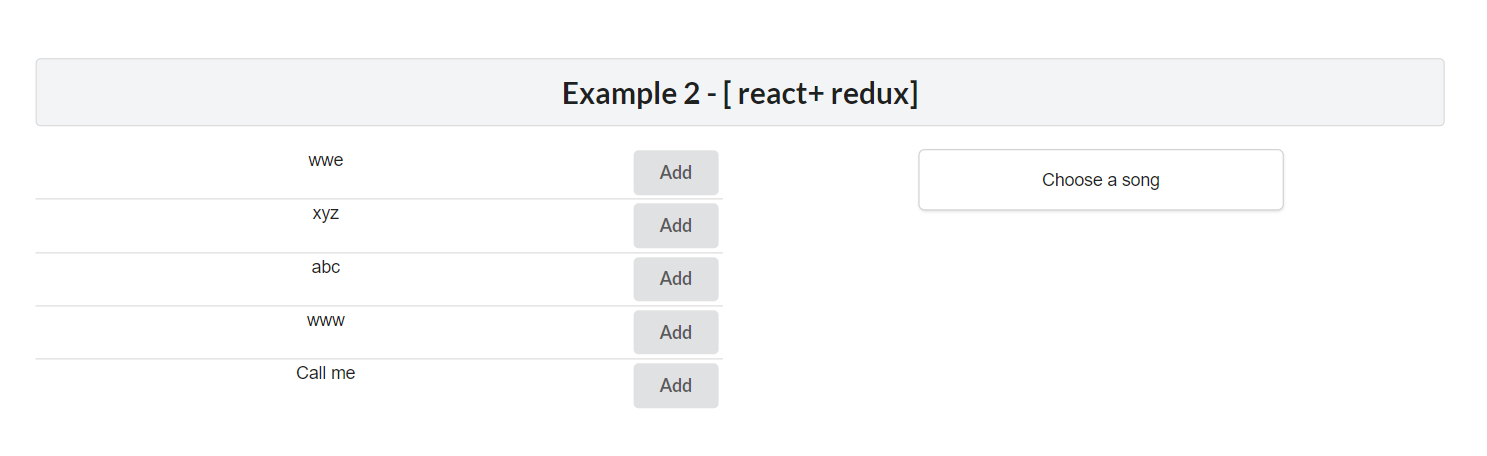 Example 2 - [ react+ redux]
wwe
Add
xyz
Add
abc
Add
www
Add
Call me
Add
Choose a song